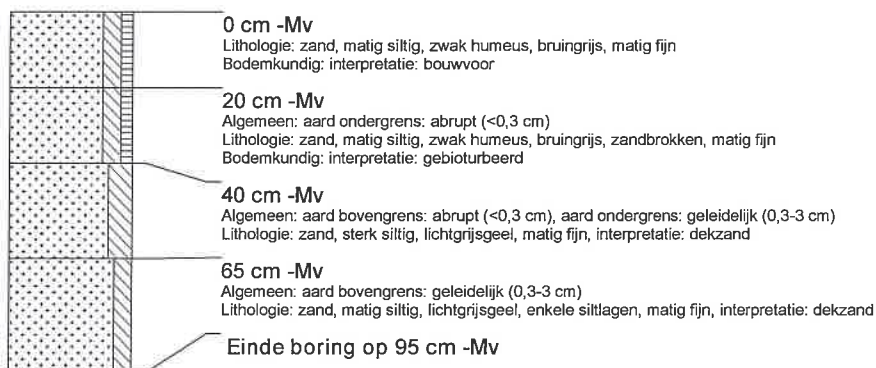 0 cm -Mv
Lithologie: zand, matig siltig, zwak humeus, bruingrijs, matig fijn
Bodemkundig: interpretatie: bouwvoor
20 cm -Mv
Algemeen: aard ondergrens: abrupt (<0,3 cm)
Lithologie: zand, matig siltig, zwak humeus, bruingrijs, zandbrokken, matig fijn
Bodemkundig: interpretatie: gebioturbeerd
40 cm -Mv
Algemeen: aard bovengrens: abrupt (<0,3 cm), aard ondergrens: geleidelijk (0,3-3 cm)
Lithologie: zand, sterk siltig, lichtgrijsgeel, matig fijn, interpretatie: dekzand
65 cm -Mv
Algemeen: aard bovengrens: geleidelijk (0,3-3 cm)
Lithologie: zand, matig siltig, lichtgrijsgeel, enkele siltlagen, matig fijn, interpretatie: dekzand
Einde boring op 95 cm -Mv